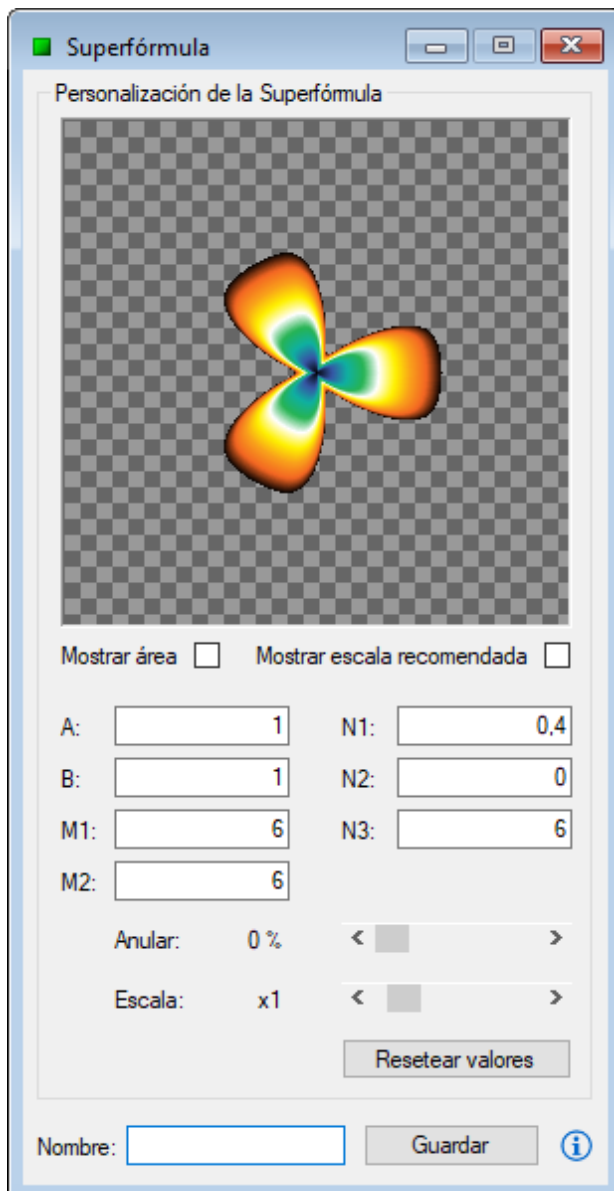 Superfórmula
Personalización de la Superfórmula
Mostrar área Mostrar escala recomendada
A: 1 N1: 0,4
B: 1 N2: 0
M1: 6 N3: 6
M2: 6
Anular: 0 %
Escala: x1
Resetear valores
Nombre: Guardar